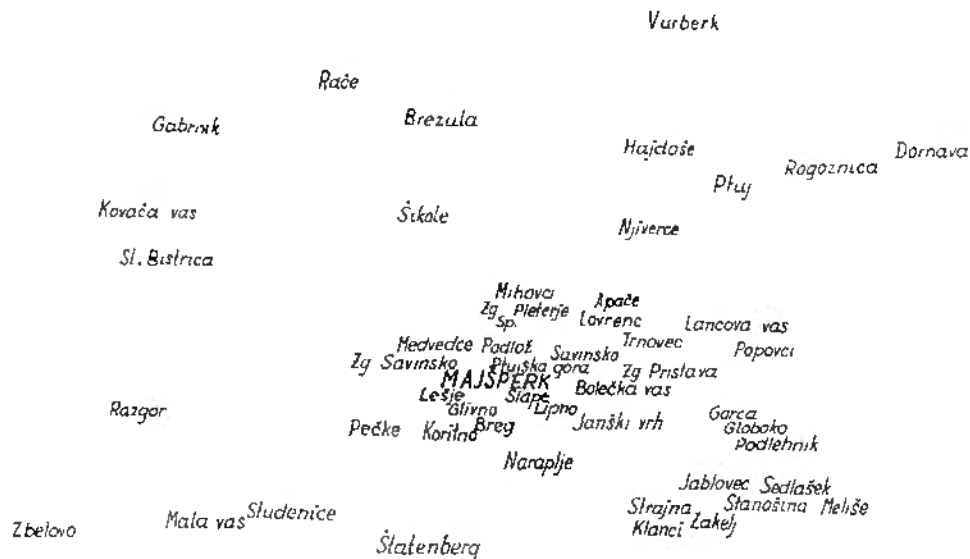 Vurberk
Rače
Gabrnik
Brezula
Hajdoše
Dornava
Rogoznica
Ptuj
Kovača vas
Šikole
Njiverce
Sl. Bistrica
Mihovci
Zg Pleterje
Sp.
Apače
Lovrenc
Lancova vas
Medvedce
Podlož
Savinsko
Trnovec
Popovci
Zg Savinsko
Ptujska gora
Zg Pristava
MAJŠPERK
Bolečka vas
Lešje
Slape
Razgor
Glivno
Lipno
Janški vrh
Garca
Globoko
Podlehnik
Pečke
Koritno
Breg
Naraplje
Jablovec
Sedlašek
Strajna
Stanošina
Meliše
Klanci
Žakelj
Zbelovo
Mala vas
Studenice
Štatenberg